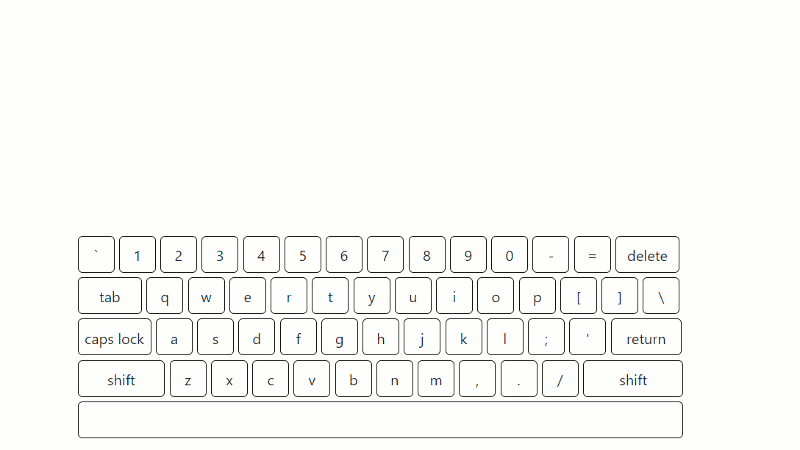 ` 1 2 3 4 5 6 7 8 9 0 - = delete
tab q w e r t y u i o p [ ] \
caps lock a s d f g h j k l ; ' return
shift z x c v b n m , . / shift